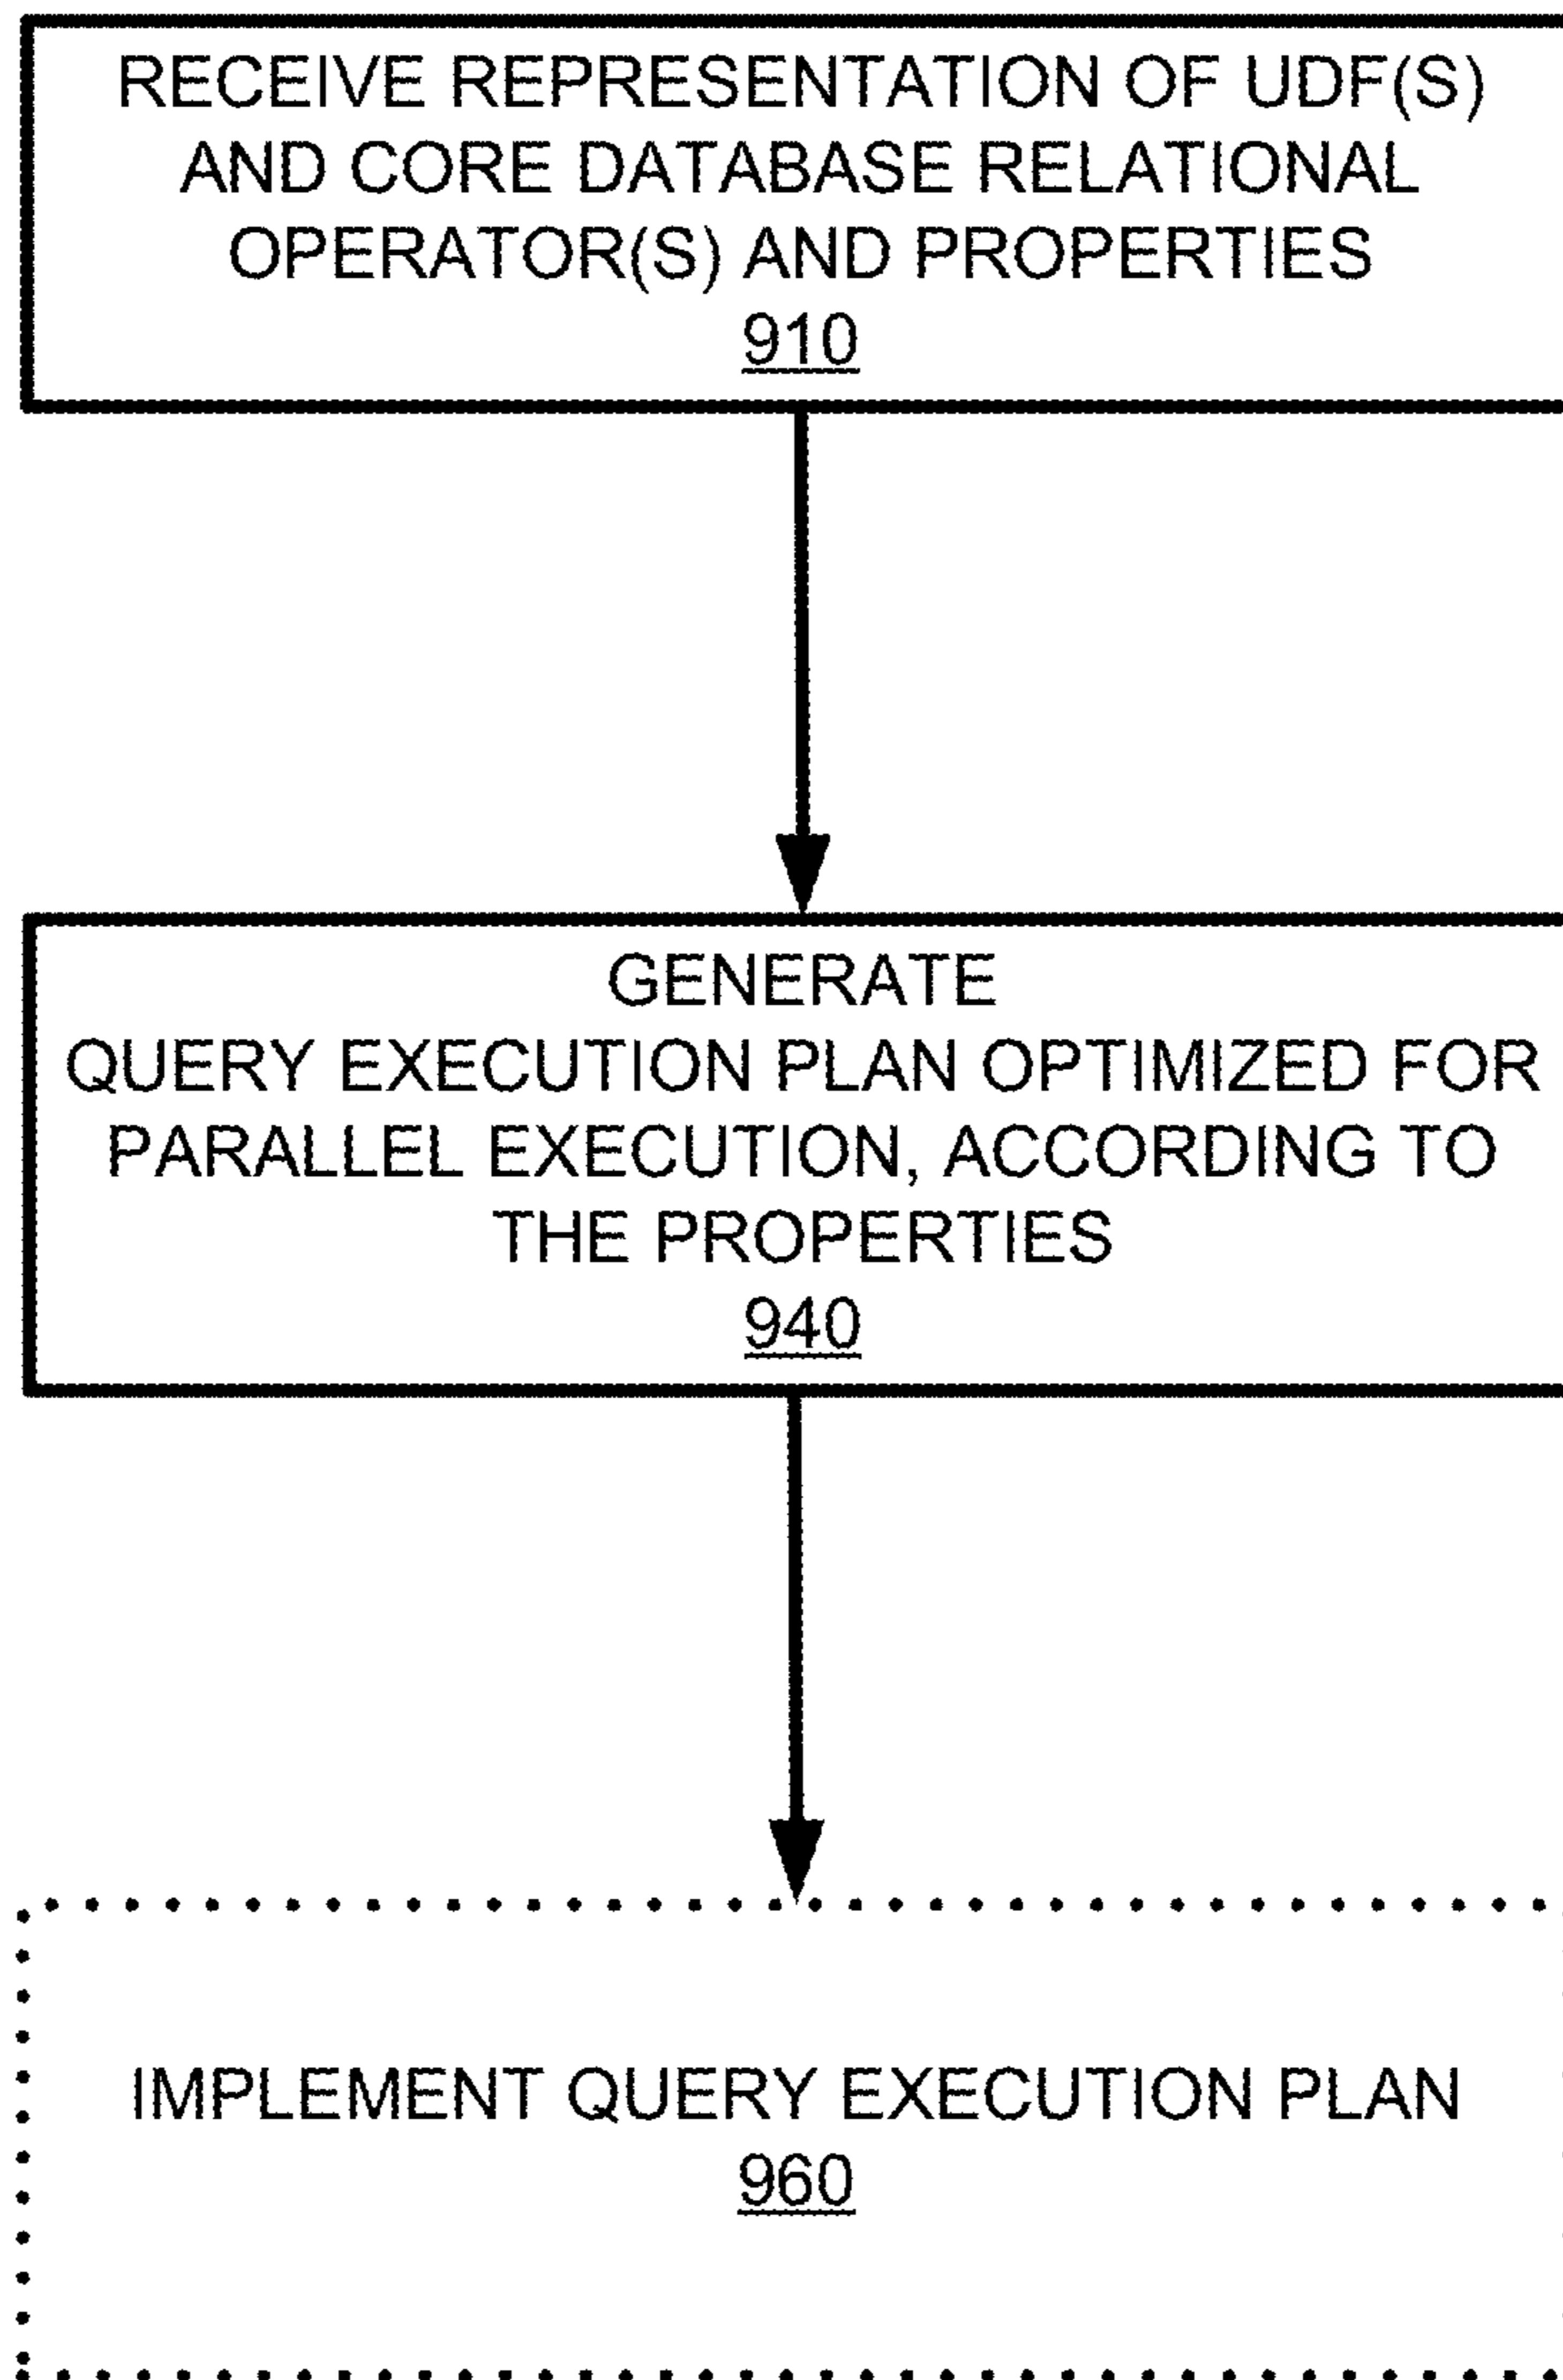 RECEIVE REPRESENTATION OF UDF(S)
AND CORE DATABASE RELATIONAL
OPERATOR(S) AND PROPERTIES
910
GENERATE
QUERY EXECUTION PLAN OPTIMIZED FOR
PARALLEL EXECUTION, ACCORDING TO
THE PROPERTIES
940
IMPLEMENT QUERY EXECUTION PLAN
960